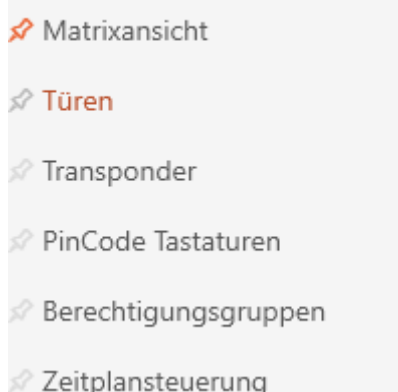 Matrixansicht
Türen
Transponder
PinCode Tastaturen
Berechtigungsgruppen
Zeitplansteuerung